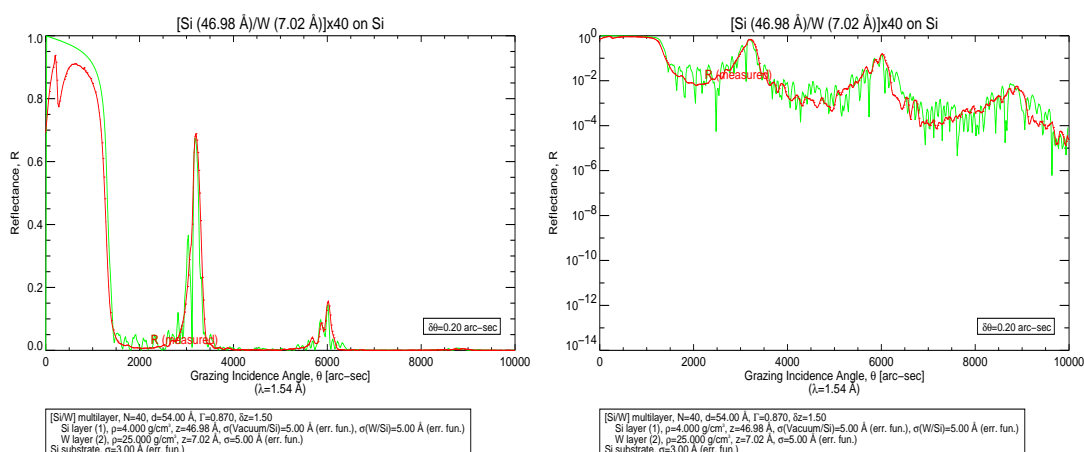 [Si (46.98 Å)/W (7.02 Å)]x40 on Si
1.0
0.8
0.6
0.4
0.2
0.0
Reflectance, R
R (measured)
δθ=0.20 arc-sec
0 2000 4000 6000 8000 10000
Grazing Incidence Angle, θ [arc-sec]
(λ=1.54 Å)
[Si/W] multilayer, N=40, d=54.00 Å, Γ=0.870, δz=1.50
Si layer (1), ρ=4.000 g/cm³, z=46.98 Å, σ(Vacuum/Si)=5.00 Å (err. fun.), σ(W/Si)=5.00 Å (err. fun.)
W layer (2), ρ=25.000 g/cm³, z=7.02 Å, σ=5.00 Å (err. fun.)
Si substrate, σ=3.00 Å (err. fun.)
[Si (46.98 Å)/W (7.02 Å)]x40 on Si
10⁰
10⁻²
10⁻⁴
10⁻⁶
10⁻⁸
10⁻¹⁰
10⁻¹²
10⁻¹⁴
Reflectance, R
R (measured)
δθ=0.20 arc-sec
0 2000 4000 6000 8000 10000
Grazing Incidence Angle, θ [arc-sec]
(λ=1.54 Å)
[Si/W] multilayer, N=40, d=54.00 Å, Γ=0.870, δz=1.50
Si layer (1), ρ=4.000 g/cm³, z=46.98 Å, σ(Vacuum/Si)=5.00 Å (err. fun.), σ(W/Si)=5.00 Å (err. fun.)
W layer (2), ρ=25.000 g/cm³, z=7.02 Å, σ=5.00 Å (err. fun.)
Si substrate, σ=3.00 Å (err. fun.)